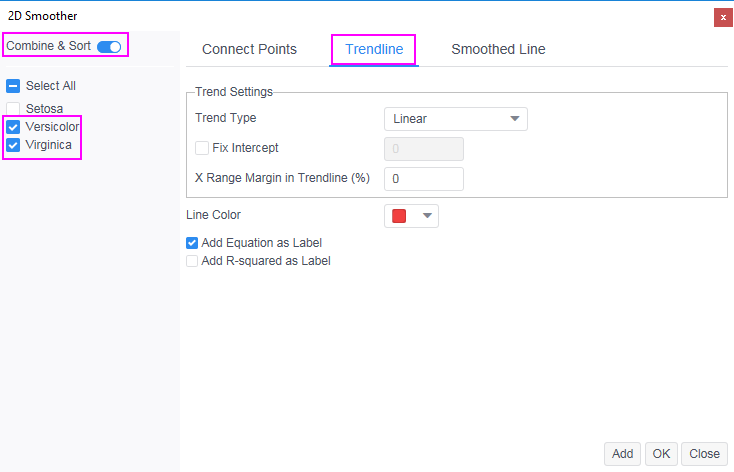 2D Smoother
x
Combine & Sort
Select All
Setosa
Versicolor
Virginica
Connect Points
Trendline
Smoothed Line
Trend Settings
Trend Type
Linear
Fix Intercept
0
X Range Margin in Trendline (%)
0
Line Color
Add Equation as Label
Add R-squared as Label
Add
OK
Close